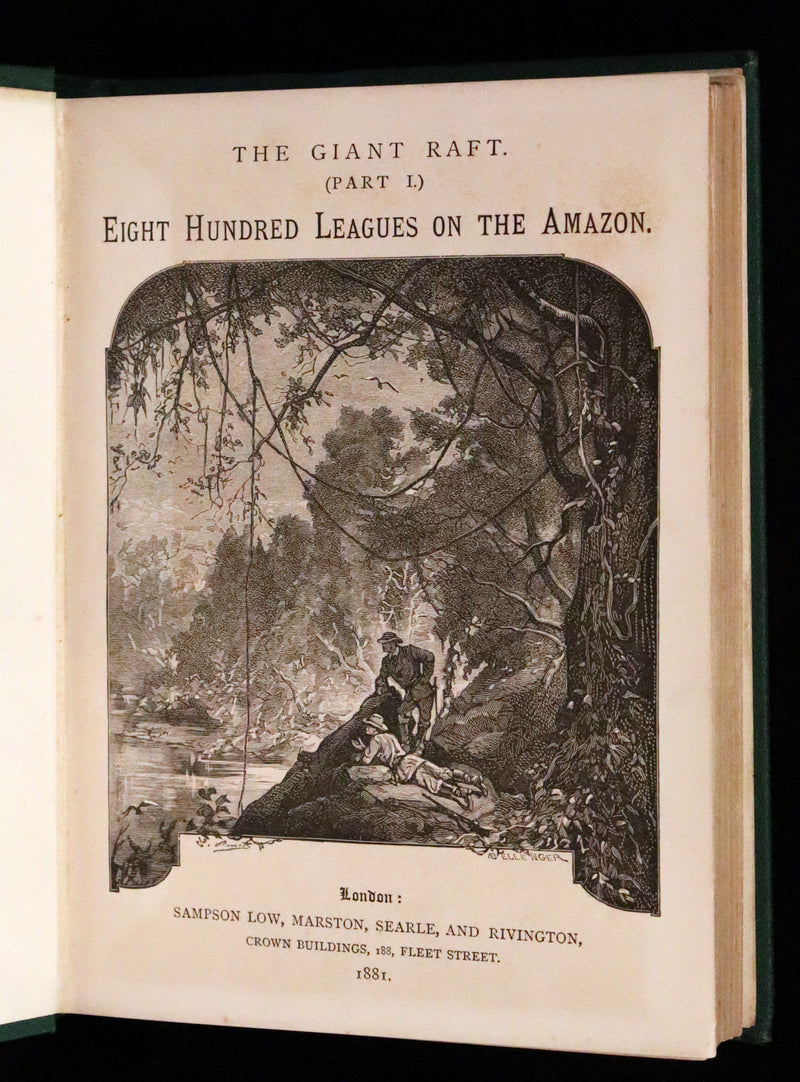 THE GIANT RAFT.
(PART I.)
EIGHT HUNDRED LEAGUES ON THE AMAZON.
London:
SAMPSON LOW, MARSTON, SEARLE, AND RIVINGTON,
CROWN BUILDINGS, 188, FLEET STREET.
1881.